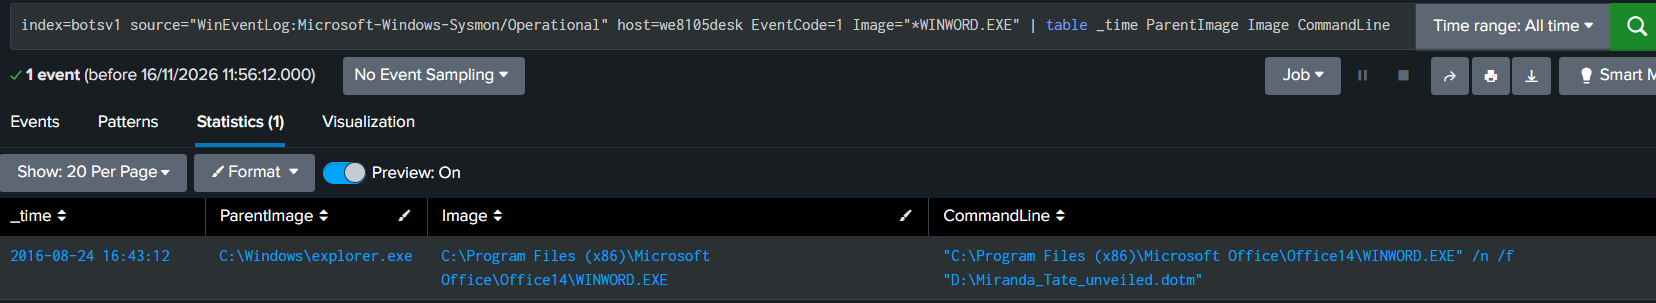 index=botsv1 source="WinEventLog:Microsoft-Windows-Sysmon/Operational" host=we8105desk EventCode=1 Image="*WINWORD.EXE" | table _time ParentImage Image CommandLine
Time range: All time
1 event (before 16/11/2026 11:56:12.000)
No Event Sampling
Job
Smart M
Events
Patterns
Statistics (1)
Visualization
Show: 20 Per Page
Format
Preview: On
_time
ParentImage
Image
CommandLine
2016-08-24 16:43:12
C:\Windows\explorer.exe
C:\Program Files (x86)\Microsoft
Office\Office14\WINWORD.EXE
"C:\Program Files (x86)\Microsoft Office\Office14\WINWORD.EXE" /n /f
"D:\Miranda_Tate_unveiled.dotm"